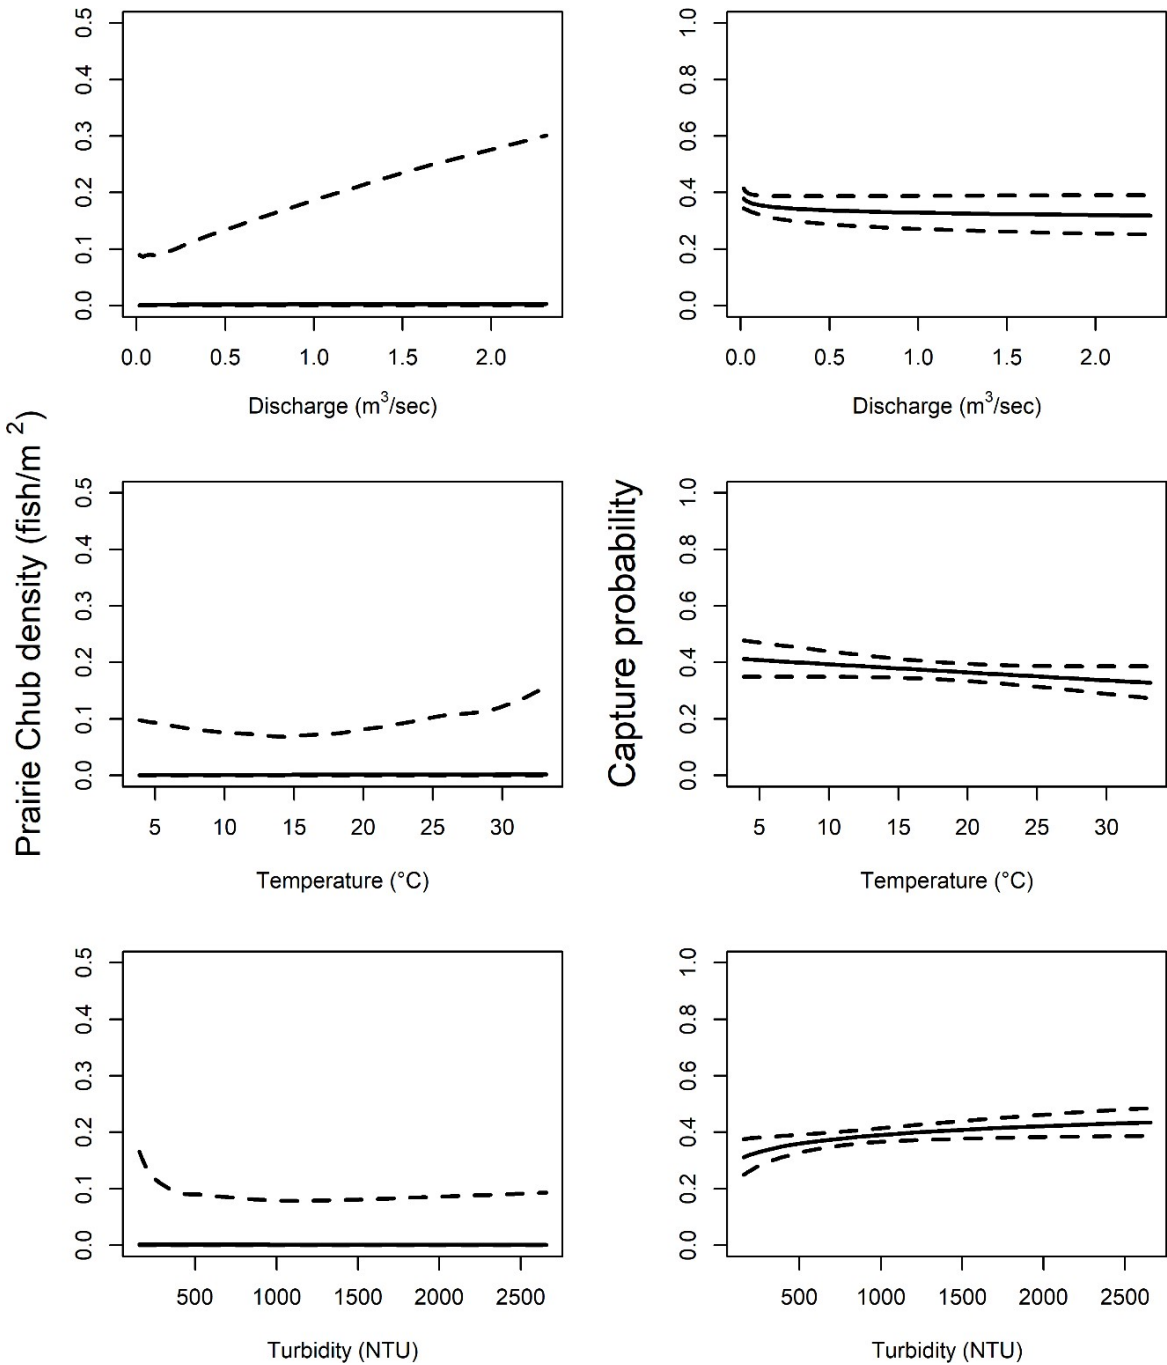 Prairie Chub density (fish/m²)
0.0 0.1 0.2 0.3 0.4 0.5
0.0 0.5 1.0 1.5 2.0
Discharge (m³/sec)
0.0 0.1 0.2 0.3 0.4 0.5
5 10 15 20 25 30
Temperature (°C)
0.0 0.1 0.2 0.3 0.4 0.5
500 1000 1500 2000 2500
Turbidity (NTU)
Capture probability
0.0 0.2 0.4 0.6 0.8 1.0
0.0 0.5 1.0 1.5 2.0
Discharge (m³/sec)
0.0 0.2 0.4 0.6 0.8 1.0
5 10 15 20 25 30
Temperature (°C)
0.0 0.2 0.4 0.6 0.8 1.0
500 1000 1500 2000 2500
Turbidity (NTU)